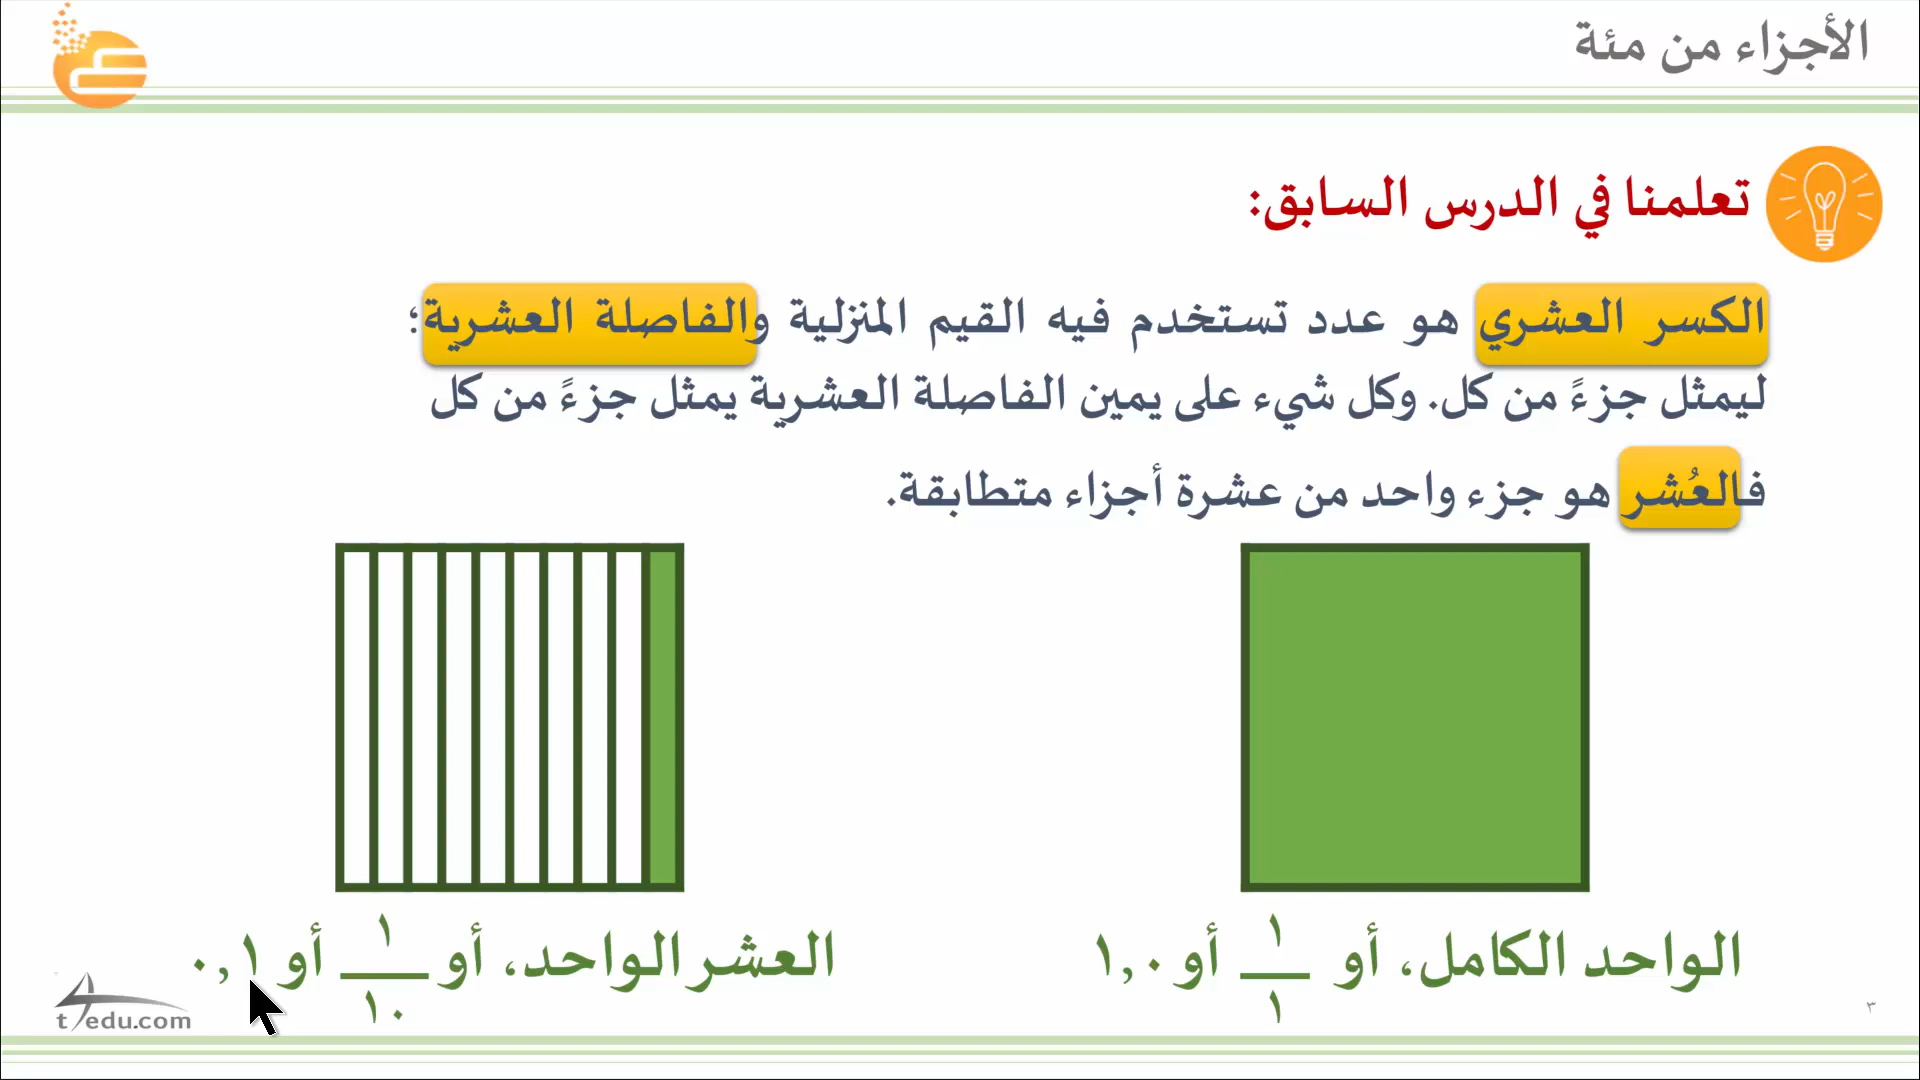 الأجزاء من مئة
تعلمنا في الدرس السابق:
الكسر العشري هو عدد تستخدم فيه القيم المنزلية والفاصلة العشرية؛
ليمثل جزءً من كل. وكل شيء على يمين الفاصلة العشرية يمثل جزءً من كل
فالعُشر هو جزء واحد من عشرة أجزاء متطابقة.
الواحد الكامل، أو ١/١ أو ١,٠
العشر الواحد، أو ١/١٠ أو ٠,١
t4edu.com
٣